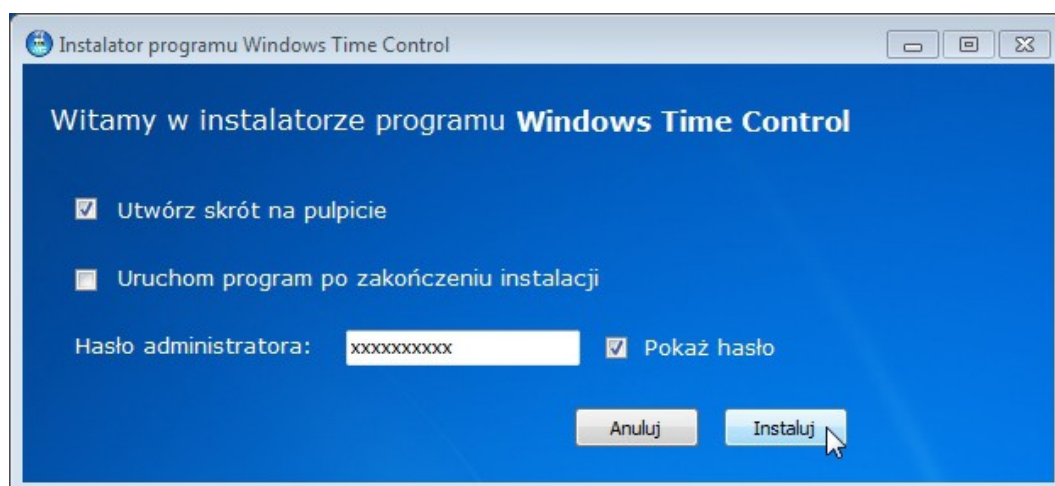 Instalator programu Windows Time Control
Witamy w instalatorze programu Windows Time Control
Utwórz skrót na pulpicie
Uruchom program po zakończeniu instalacji
Hasło administratora: xxxxxxxxxx Pokaż hasło
Anuluj Instaluj